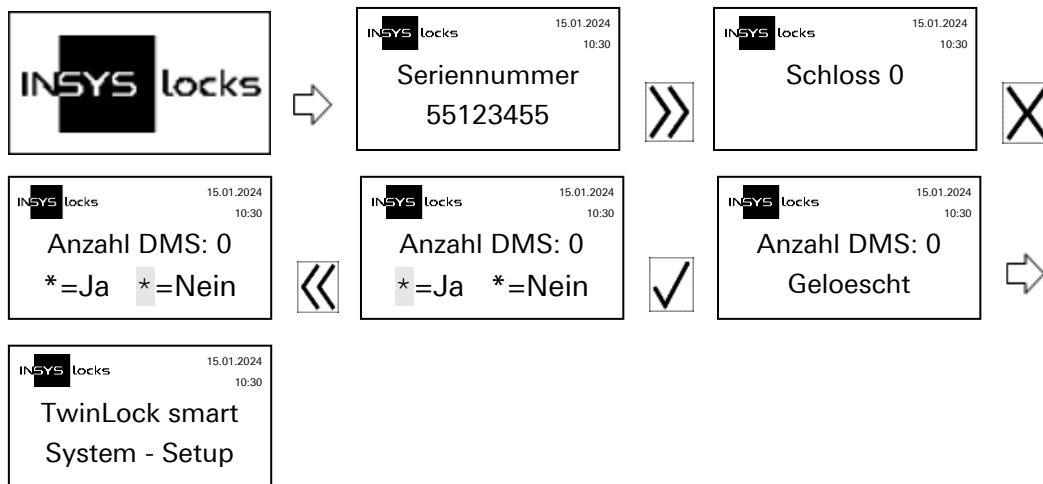 INSYS locks
INSYS locks 15.01.2024
10:30
Seriennummer
55123455
INSYS locks 15.01.2024
10:30
Schloss 0
INSYS locks 15.01.2024
10:30
Anzahl DMS: 0
*=Ja *=Nein
INSYS locks 15.01.2024
10:30
Anzahl DMS: 0
*=Ja *=Nein
INSYS locks 15.01.2024
10:30
Anzahl DMS: 0
Geloescht
INSYS locks 15.01.2024
10:30
TwinLock smart
System - Setup